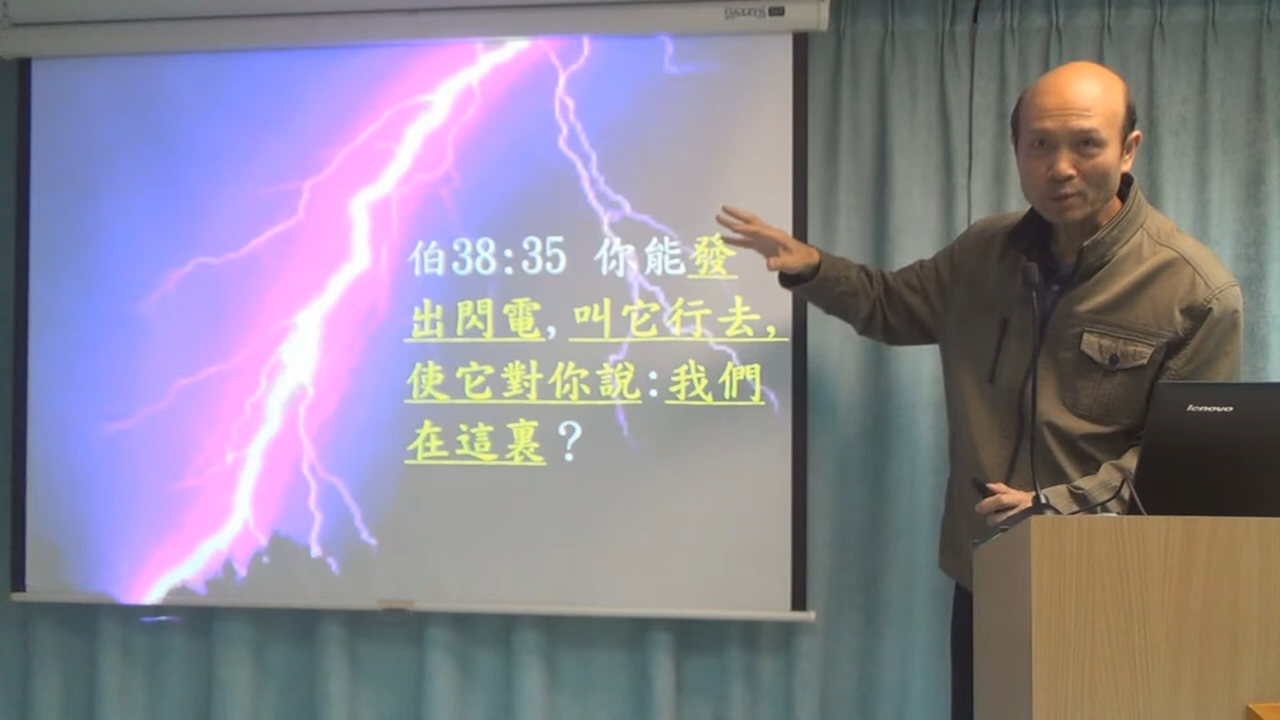 伯38:35 你能發
出閃電,叫它行去,
使它對你說:我們
在這裏?
lenovo